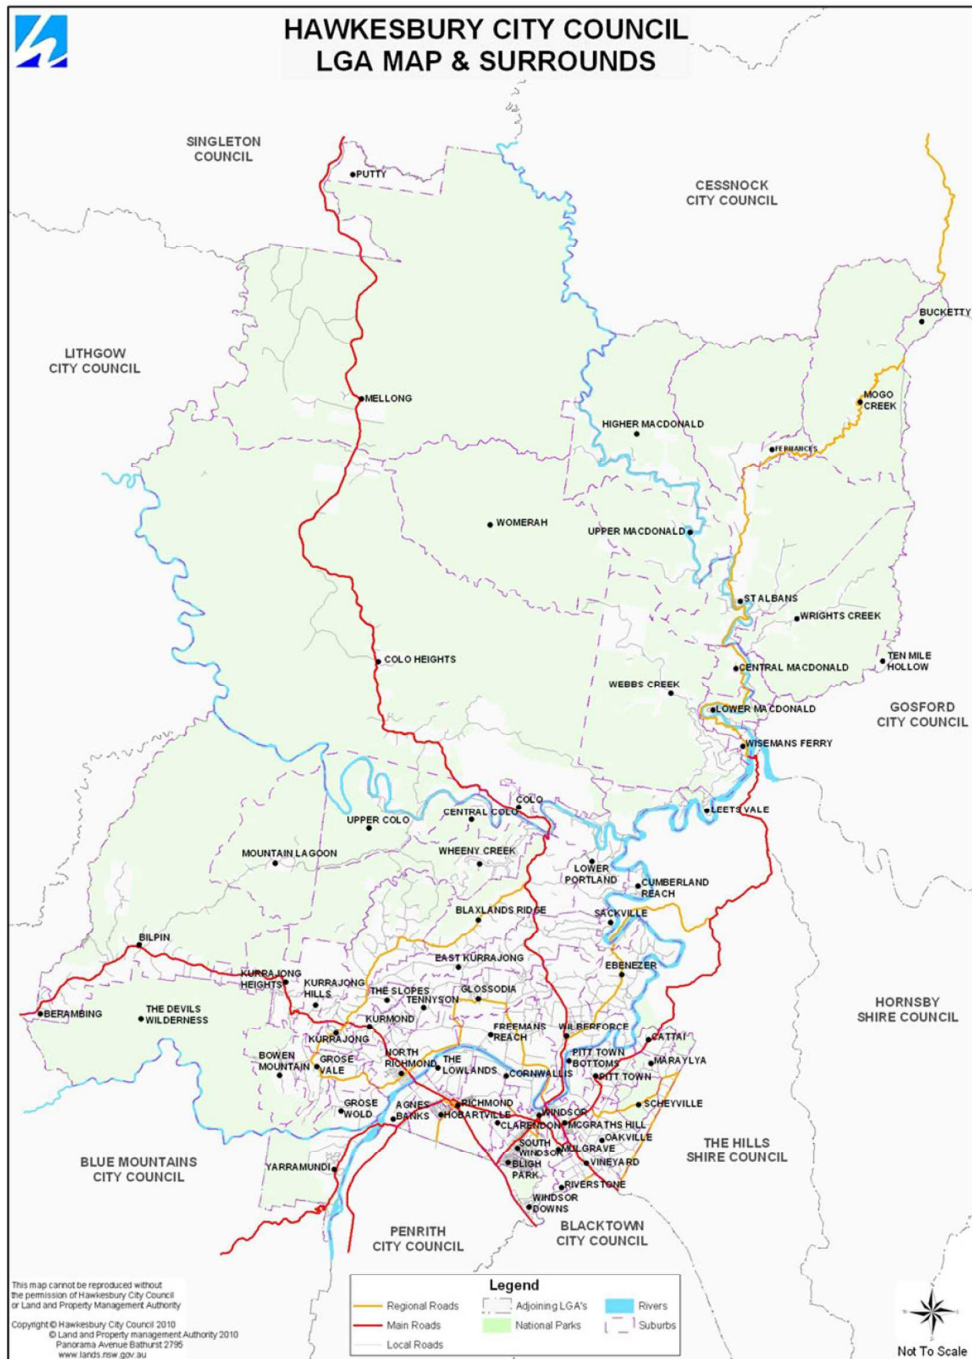 HAWKESBURY CITY COUNCIL
LGA MAP & SURROUNDS
SINGLETON
COUNCIL
PUTTY
CESSNOCK
CITY COUNCIL
BUCKETTY
LITHGOW
CITY COUNCIL
MELLONG
MOGO
CREEK
HIGHER MACDONALD
FERNANCES
WOMERAH
UPPER MACDONALD
ST ALBANS
WRIGHTS CREEK
COLO HEIGHTS
TEN MILE
HOLLOW
CENTRAL MACDONALD
WEBBS CREEK
LOWER MACDONALD
GOSFORD
CITY COUNCIL
WISEMANS FERRY
COLO
LEETS VALE
CENTRAL COLO
UPPER COLO
WHEENY CREEK
MOUNTAIN LAGOON
LOWER
PORTLAND
CUMBERLAND
REACH
BLAXLANDS RIDGE
SACKVILLE
BILPIN
EAST KURRAJONG
EBENEZER
KURRAJONG
HEIGHTS
KURRAJONG
HILLS
THE SLOPES
GLOSSODIA
TENNYSON
HORNSBY
SHIRE COUNCIL
BERAMBING
THE DEVILS
WILDERNESS
KURMOND
KURRAJONG
FREEMANS
REACH
WILBERFORCE
CATTAI
BOWEN
MOUNTAIN
GROSE
VALE
NORTH
RICHMOND
THE
LOWLANDS
CORNWALLIS
PITT TOWN
BOTTOMS
MARAYLYA
PITT TOWN
GROSE
WOLD
AGNES
BANKS
RICHMOND
HOBARTVILLE
CLARENDON
WINDSOR
MCGRATHS HILL
SCHEYVILLE
OAKVILLE
SOUTH
WINDSOR
MULGRAVE
THE HILLS
SHIRE COUNCIL
BLUE MOUNTAINS
CITY COUNCIL
YARRAMUNDI
BLIGH
PARK
VINEYARD
RIVERSTONE
WINDSOR
DOWNS
PENRITH
CITY COUNCIL
BLACKTOWN
CITY COUNCIL
This map cannot be reproduced without
the permission of Hawkesbury City Council
or Land and Property Management Authority
Copyright © Hawkesbury City Council 2010
© Land and Property management Authority 2010
Panorama Avenue Bathurst 2795
www.lands.nsw.gov.au
Legend
Regional Roads
Adjoining LGA's
Rivers
Main Roads
National Parks
Suburbs
Local Roads
Not To Scale